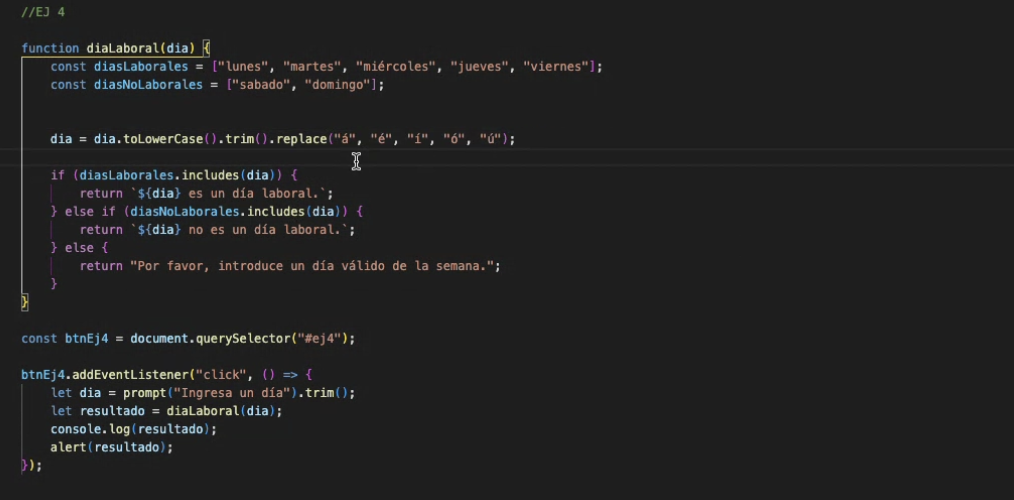 //EJ 4
function diaLaboral(dia) {
const diasLaborales = ["lunes", "martes", "miércoles", "jueves", "viernes"];
const diasNoLaborales = ["sabado", "domingo"];
dia = dia.toLowerCase().trim().replace("á", "é", "í", "ó", "ú");
if (diasLaborales.includes(dia)) {
return `${dia} es un día laboral.`;
} else if (diasNoLaborales.includes(dia)) {
return `${dia} no es un día laboral.`;
} else {
return "Por favor, introduce un día válido de la semana.";
}
}
const btnEj4 = document.querySelector("#ej4");
btnEj4.addEventListener("click", () => {
let dia = prompt("Ingresa un día").trim();
let resultado = diaLaboral(dia);
console.log(resultado);
alert(resultado);
});